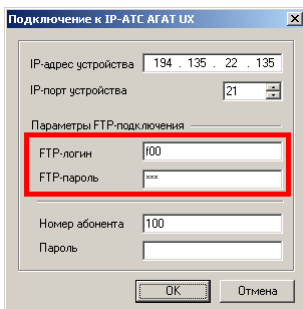 Подключение к IP-АТС АГАТ UX
IP-адрес устройства 194 . 135 . 22 . 135
IP-порт устройства 21
Параметры FTP-подключения
FTP-логин f00
FTP-пароль ×××
Номер абонента 100
Пароль
OK Отмена